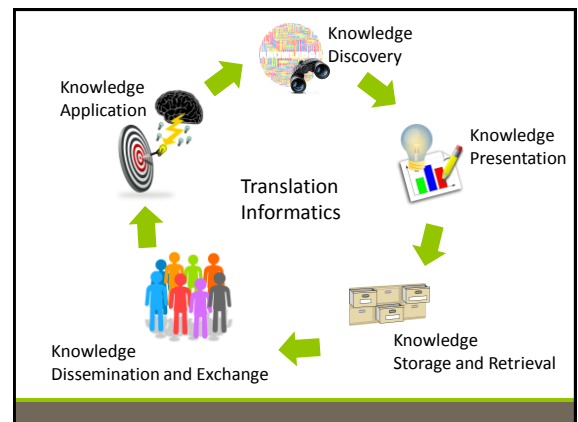 Knowledge
Discovery
Knowledge
Presentation
Knowledge
Storage and Retrieval
Knowledge
Dissemination and Exchange
Knowledge
Application
Translation
Informatics